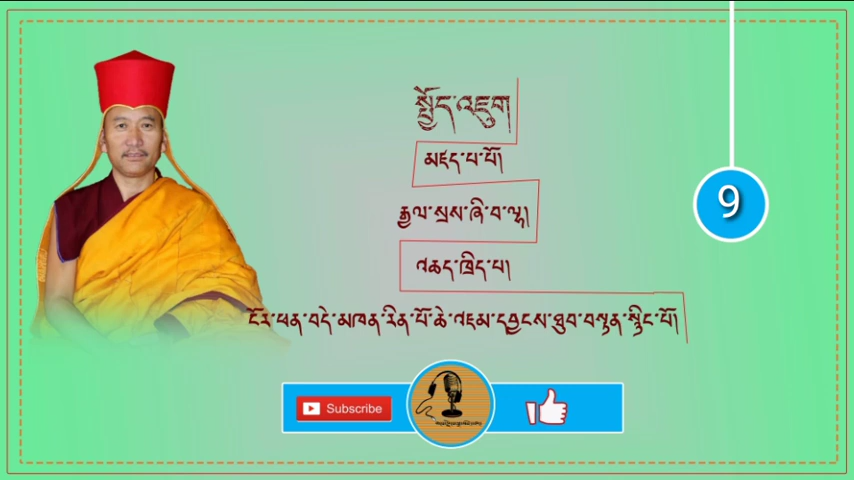 སྤྱོད་འཇུག
མཛད་པ་པོ།
རྒྱལ་སྲས་ཞི་བ་ལྷ།
འཆད་ཁྲིད་པ།
ངོར་ཕན་བདེ་མཁན་རིན་པོ་ཆེ་འཇམ་དབྱངས་ཐུབ་བསྟན་སྙིང་པོ།
9
Subscribe